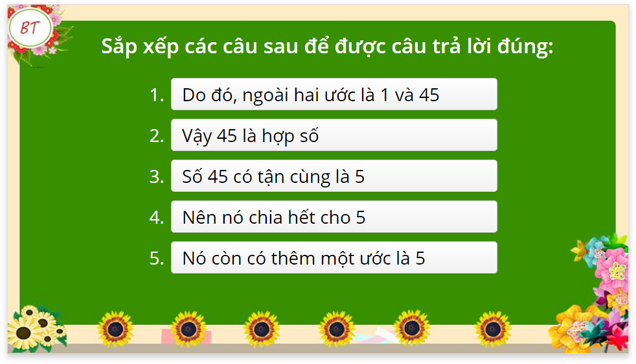 BT
Sắp xếp các câu sau để được câu trả lời đúng:
1. Do đó, ngoài hai ước là 1 và 45
2. Vậy 45 là hợp số
3. Số 45 có tận cùng là 5
4. Nên nó chia hết cho 5
5. Nó còn có thêm một ước là 5